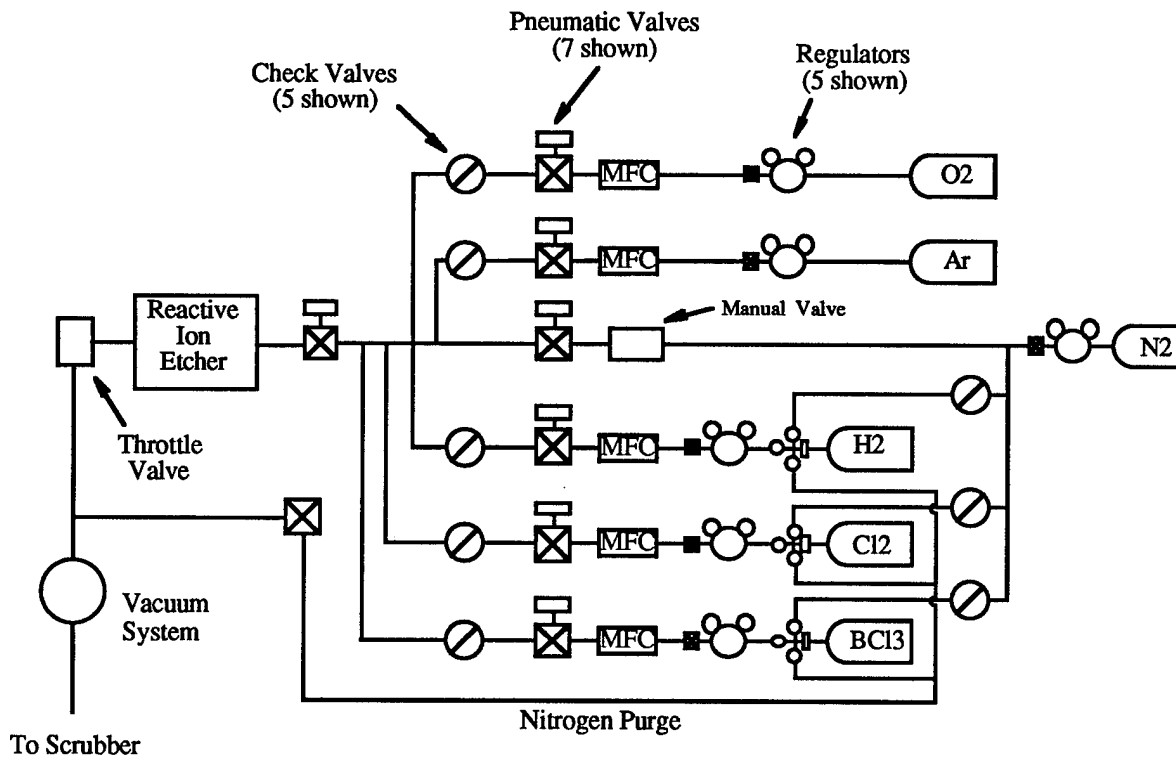 Pneumatic Valves
(7 shown)
Check Valves
(5 shown)
Regulators
(5 shown)
MFC
O2
MFC
Ar
Manual Valve
Reactive
Ion
Etcher
N2
Throttle
Valve
MFC
H2
MFC
Cl2
Vacuum
System
MFC
BCl3
Nitrogen Purge
To Scrubber